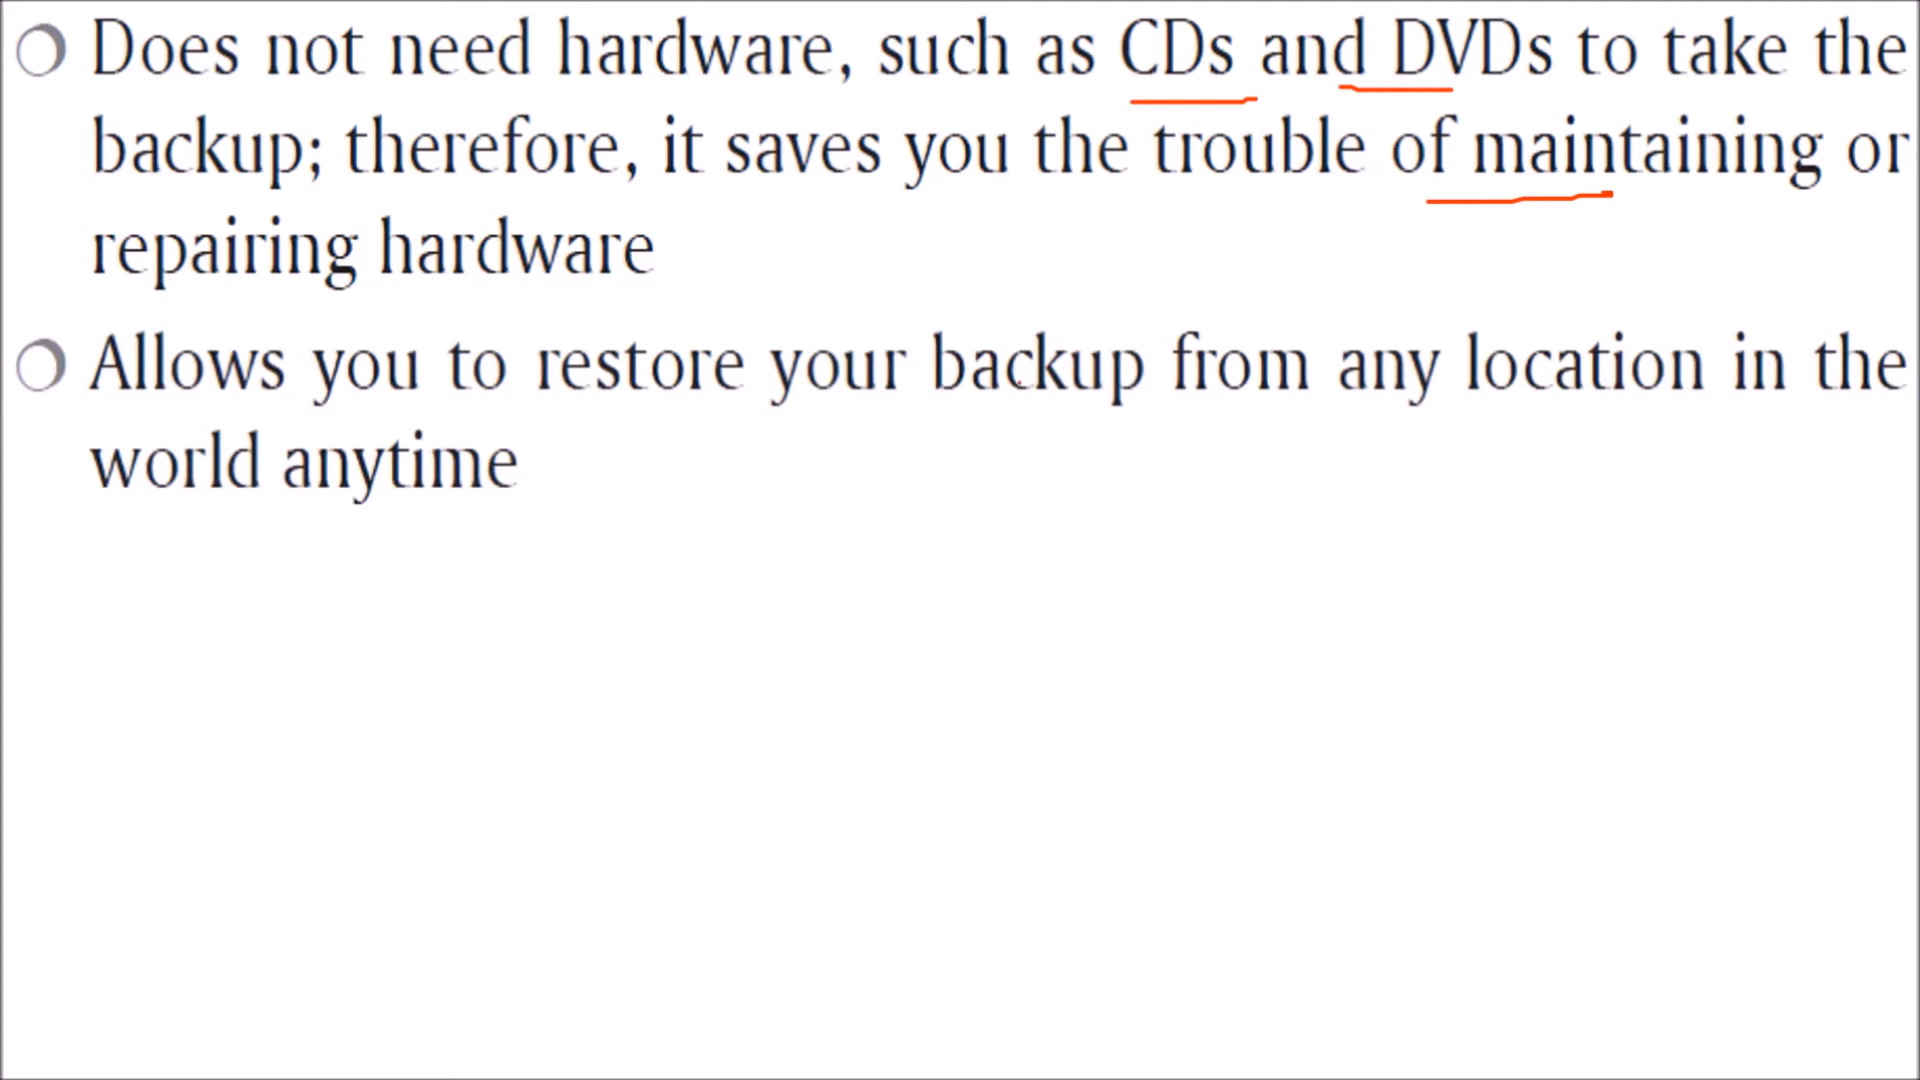 Does not need hardware, such as CDs and DVDs to take the
backup; therefore, it saves you the trouble of maintaining or
repairing hardware
Allows you to restore your backup from any location in the
world anytime